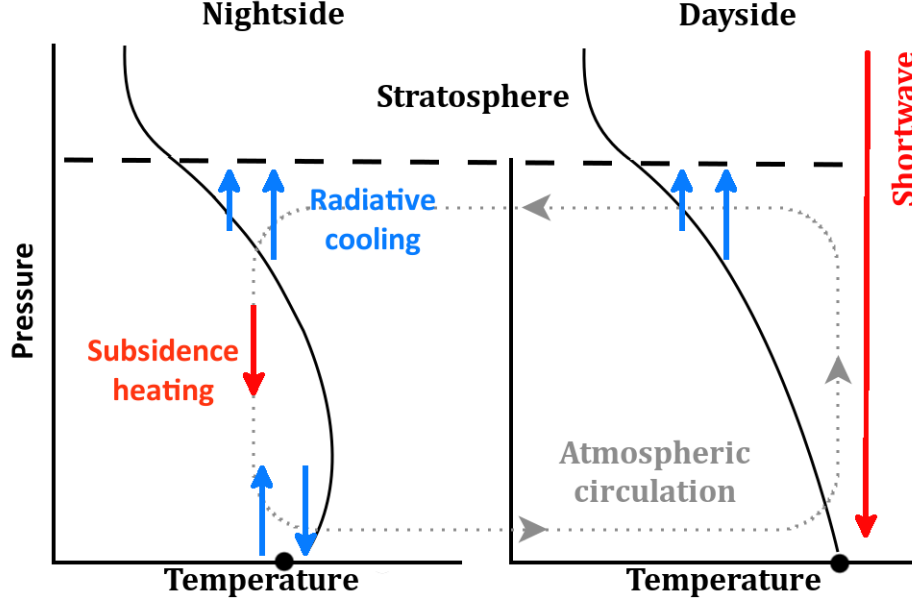 Nightside
Dayside
Stratosphere
Shortwave
Radiative
cooling
Pressure
Subsidence
heating
Atmospheric
circulation
Temperature
Temperature